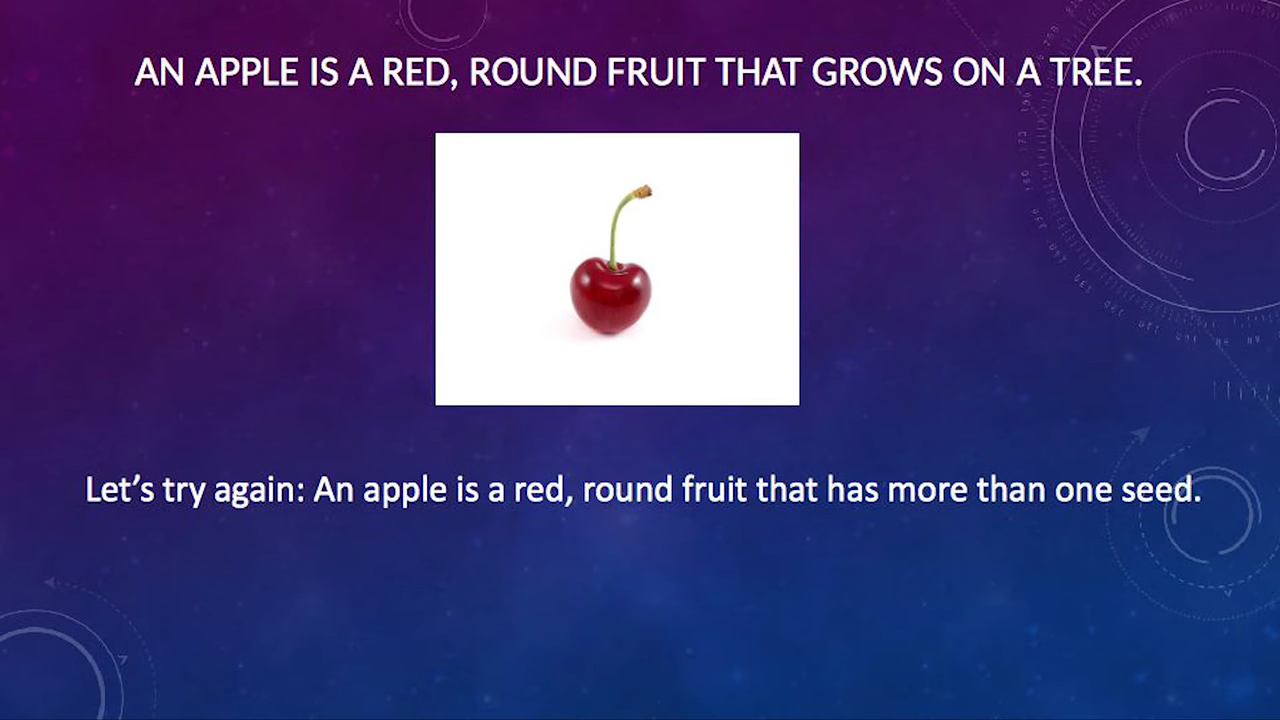 AN APPLE IS A RED, ROUND FRUIT THAT GROWS ON A TREE.
Let’s try again: An apple is a red, round fruit that has more than one seed.